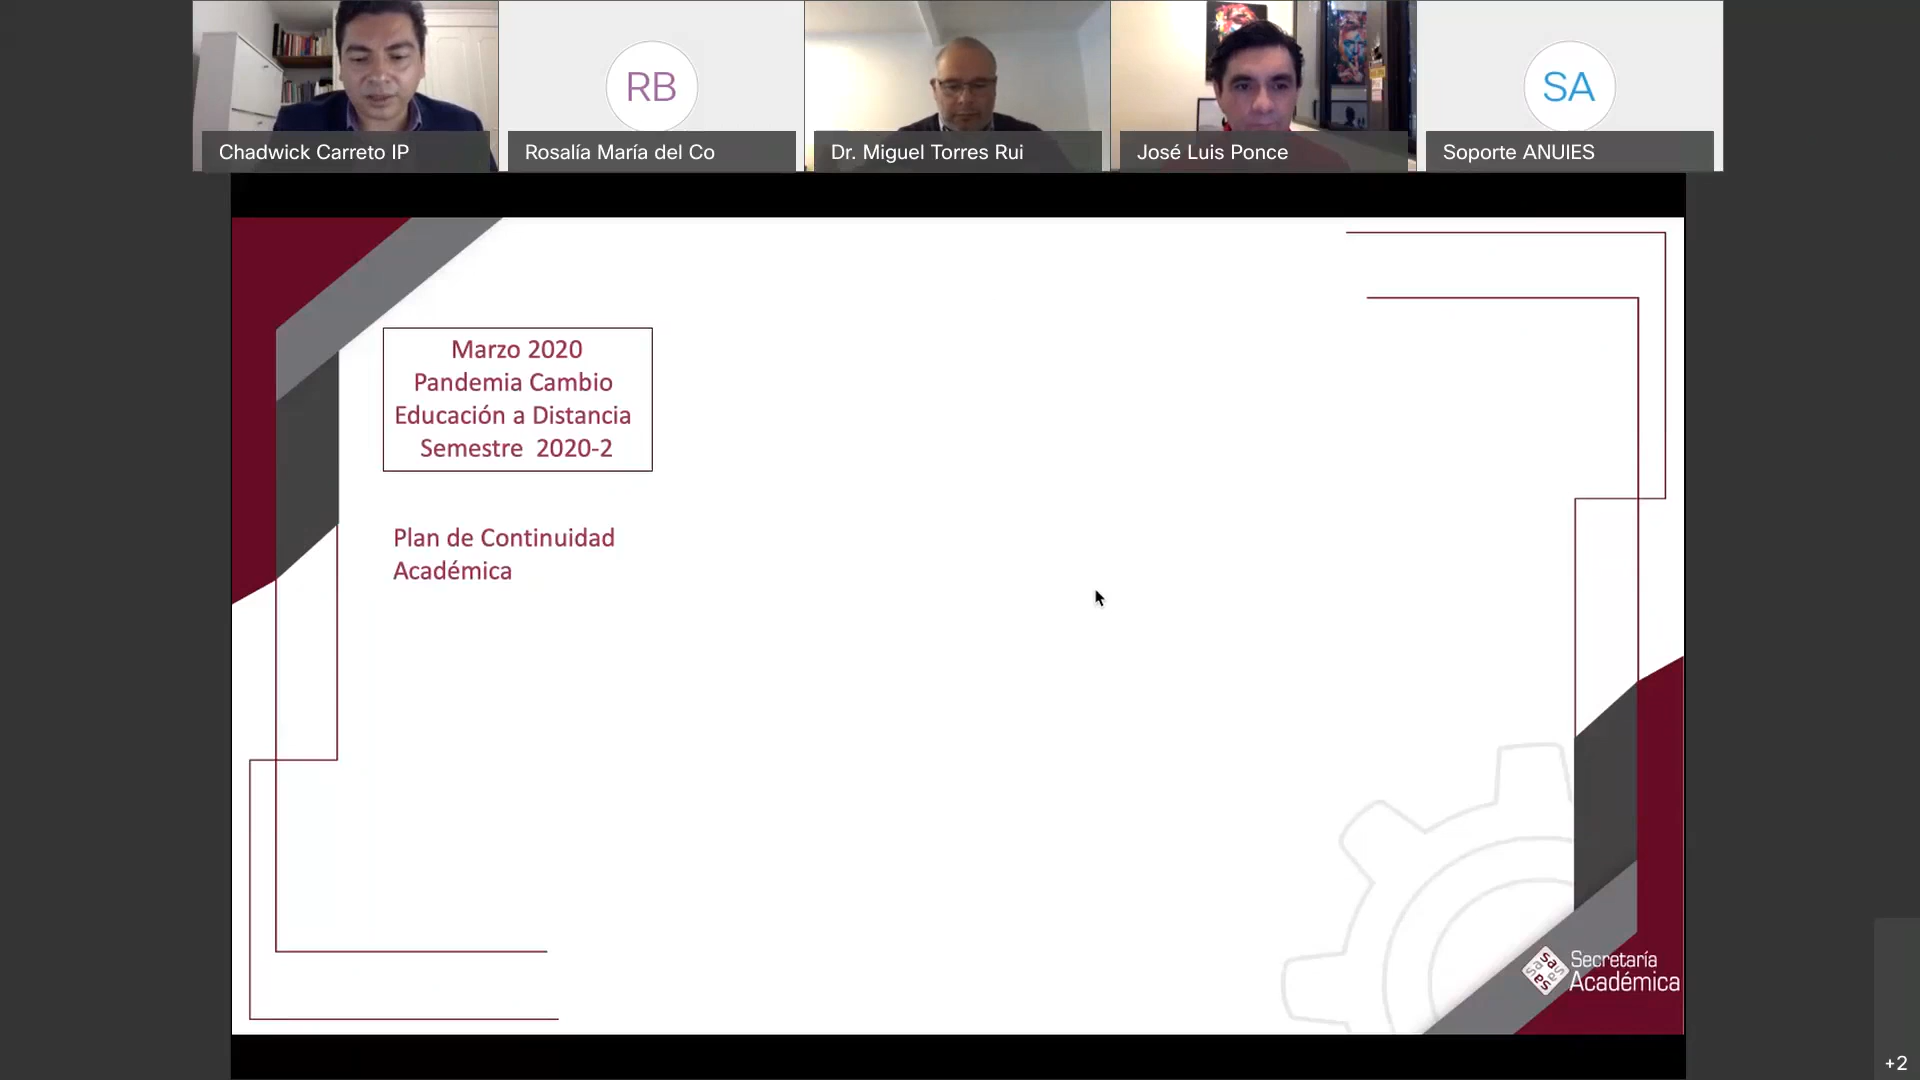 Chadwick Carreto IP
RB
Rosalía María del Co
Dr. Miguel Torres Rui
José Luis Ponce
SA
Soporte ANUIES
Marzo 2020
Pandemia Cambio
Educación a Distancia
Semestre 2020-2
Plan de Continuidad
Académica
Secretaría
Académica
+2